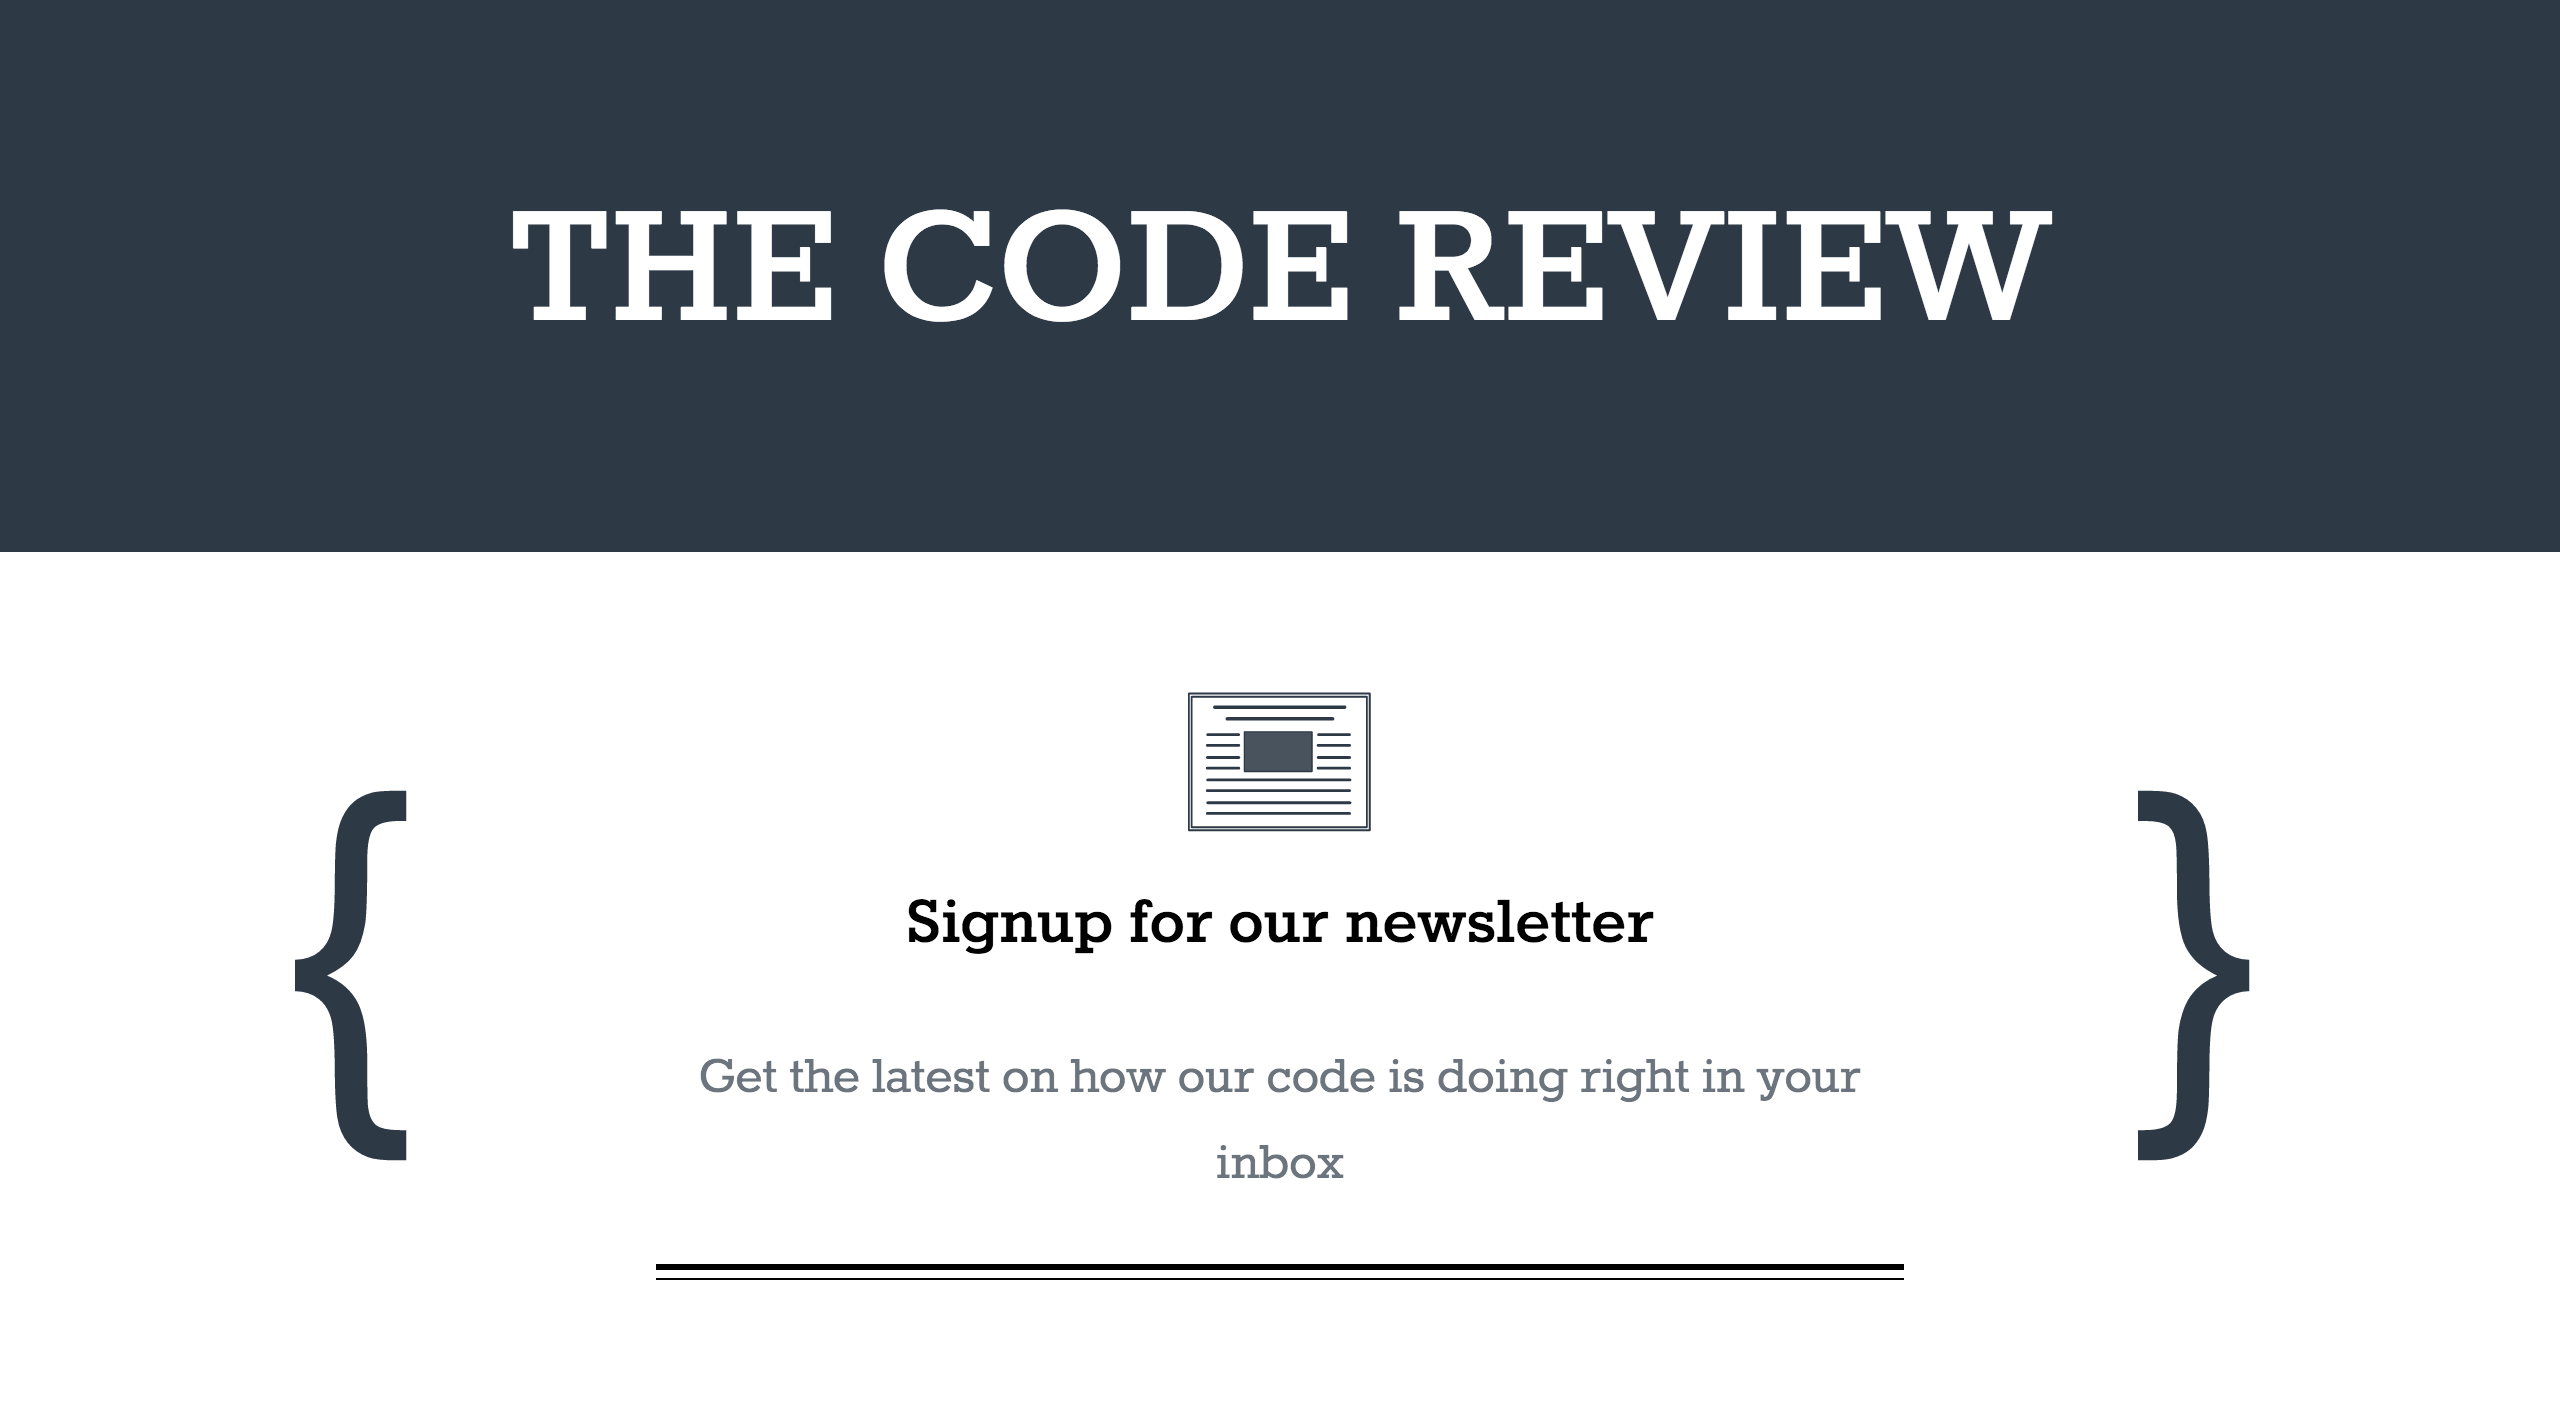 THE CODE REVIEW
{
Signup for our newsletter
Get the latest on how our code is doing right in your
inbox
}